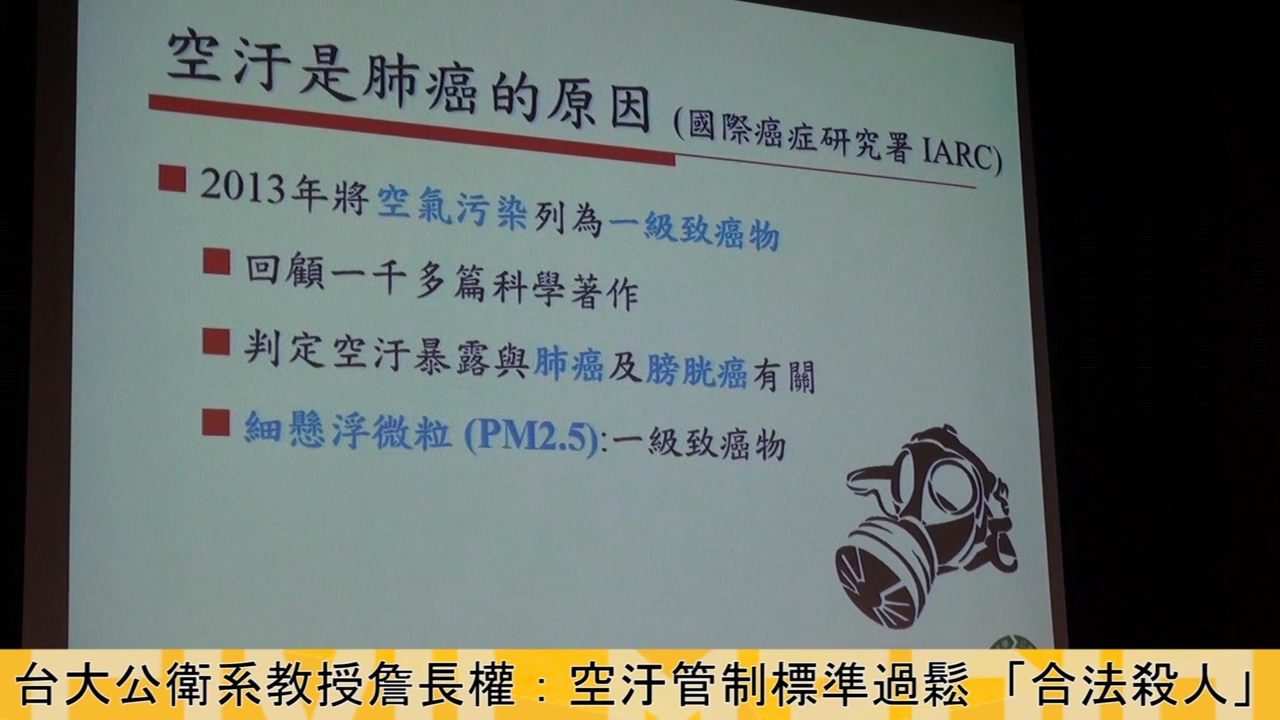 空汙是肺癌的原因 (國際癌症研究署 IARC)
2013年將空氣污染列為一級致癌物
回顧一千多篇科學著作
判定空汙暴露與肺癌及膀胱癌有關
細懸浮微粒 (PM2.5):一級致癌物
台大公衛系教授詹長權：空汙管制標準過鬆「合法殺人」